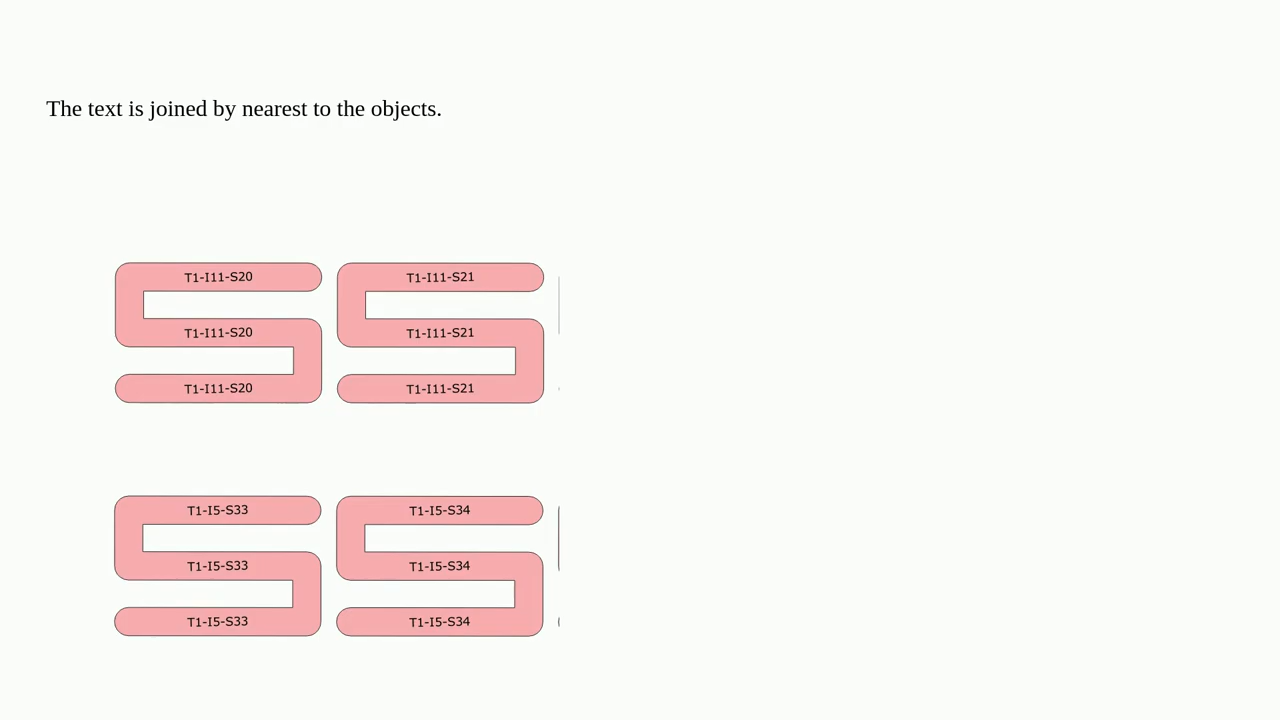 The text is joined by nearest to the objects.
T1-I11-S20 T1-I11-S21
T1-I11-S20 T1-I11-S21
T1-I11-S20 T1-I11-S21
T1-I5-S33 T1-I5-S34
T1-I5-S33 T1-I5-S34
T1-I5-S33 T1-I5-S34